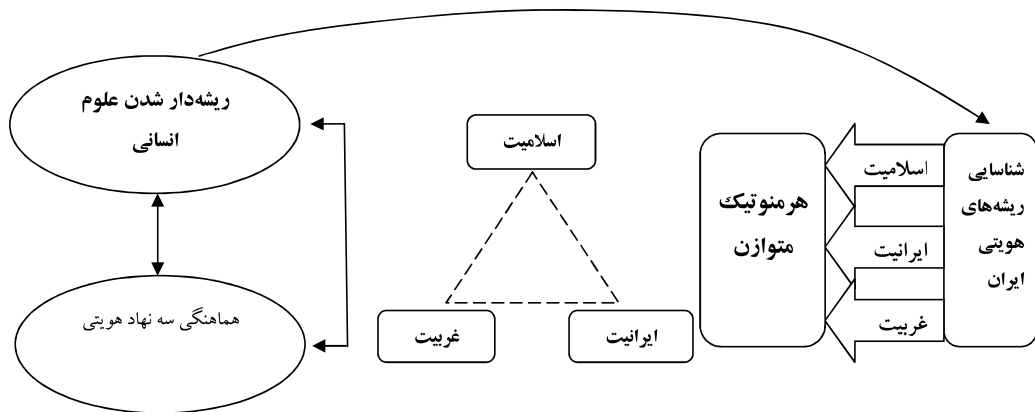 شناسایی
ریشه‌های
هویتی
ایران
اسلامیت
ایرانیت
غربیت
هرمنوتیک
متوازن
اسلامیت
ایرانیت
غربیت
ریشه‌دار شدن علوم
انسانی
هماهنگی سه نهاد هویتی